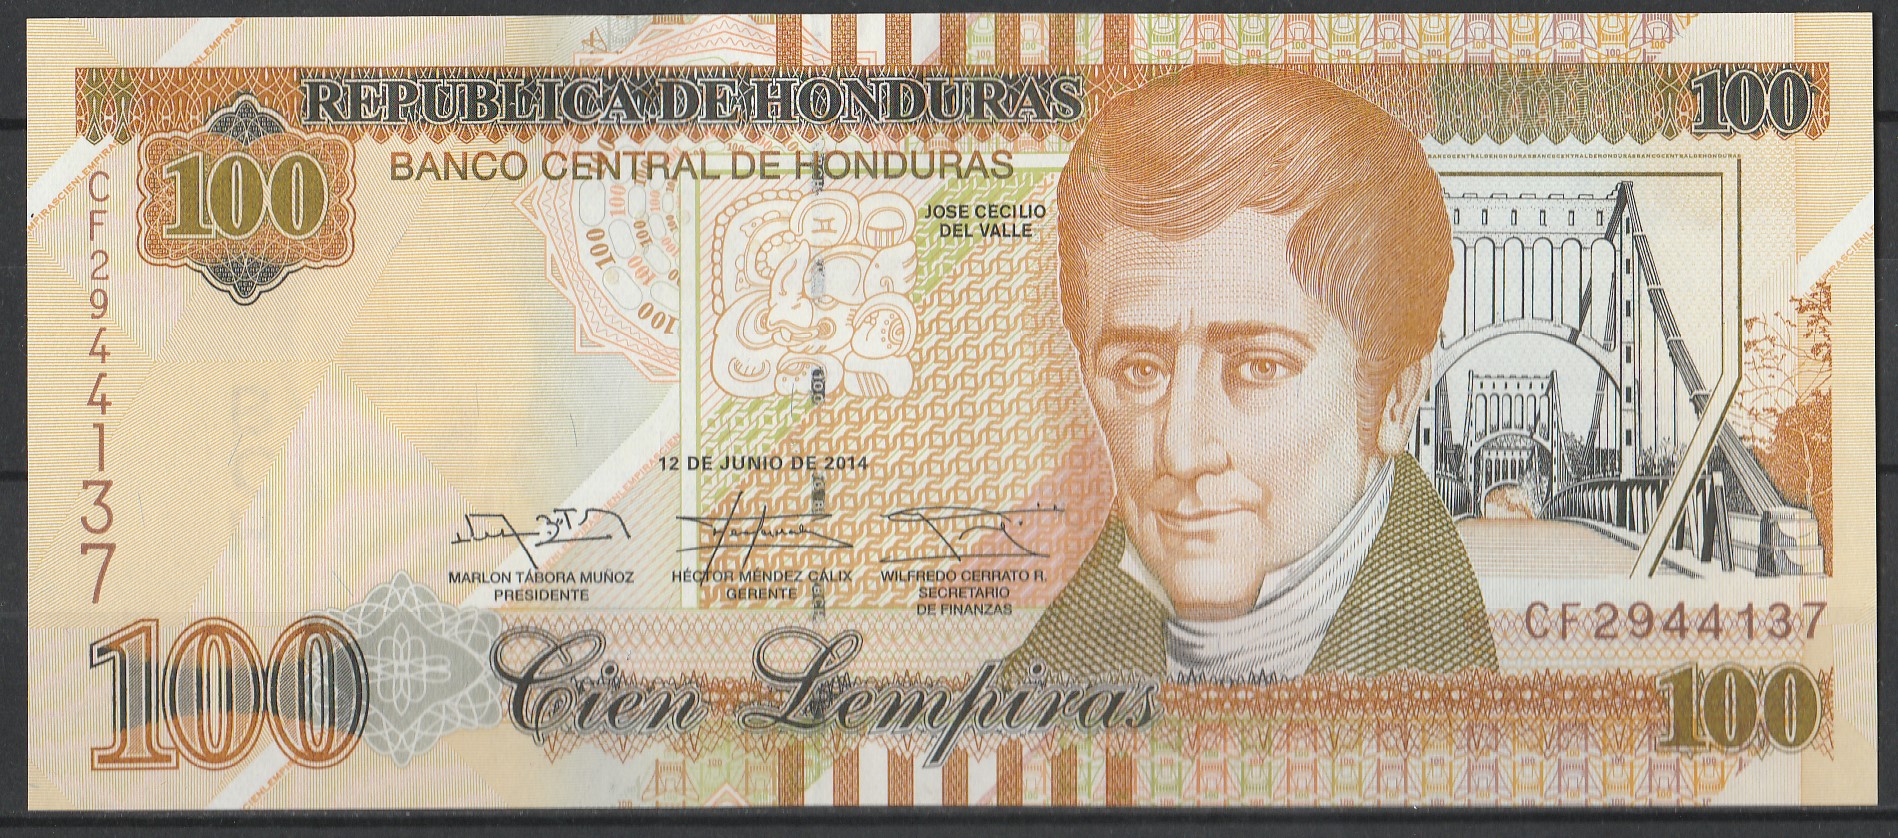 REPUBLICA DE HONDURAS
100
100
BANCO CENTRAL DE HONDURAS
JOSE CECILIO
DEL VALLE
CF2944137
12 DE JUNIO DE 2014
MARLON TÁBORA MUÑOZ
PRESIDENTE
HÉCTOR MÉNDEZ CÁLIX
GERENTE
WILFREDO CERRATO R.
SECRETARIO
DE FINANZAS
CF2944137
100
Cien Lempiras
100